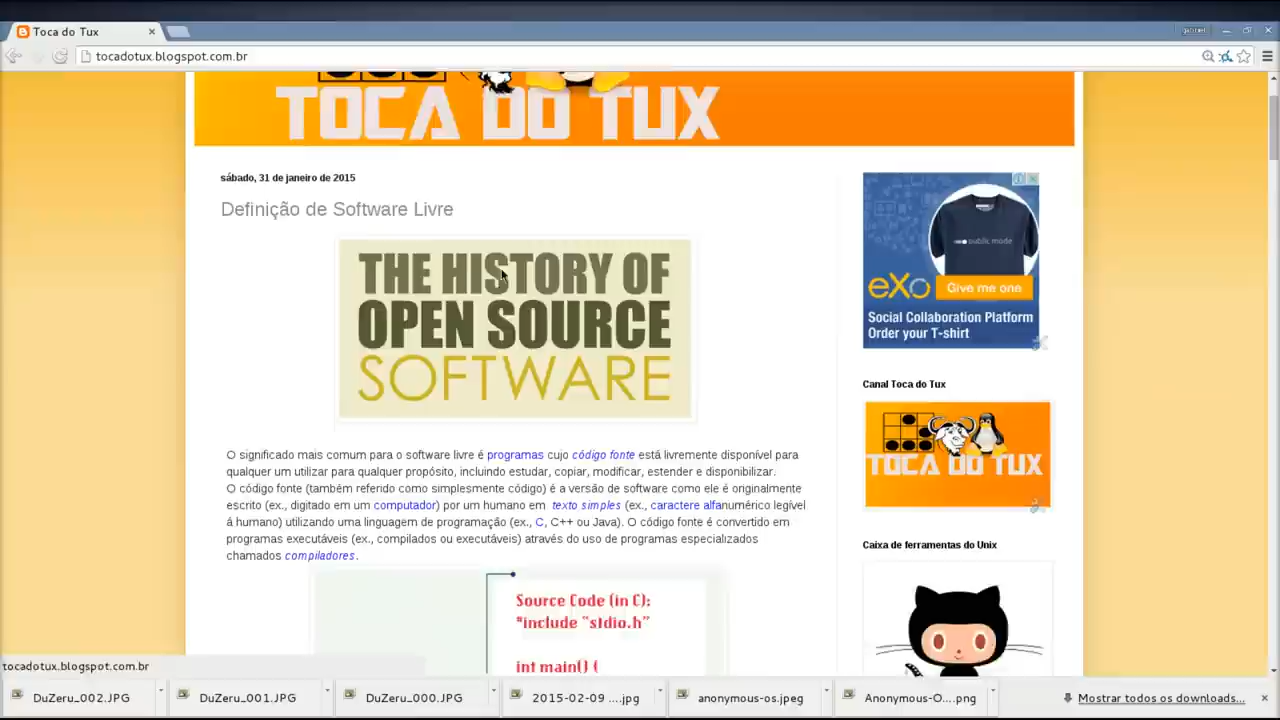 Toca do Tux
tocadotux.blogspot.com.br
TOCA DO TUX
sábado, 31 de janeiro de 2015
Definição de Software Livre
THE HISTORY OF
OPEN SOURCE
SOFTWARE
O significado mais comum para o software livre é programas cujo código fonte está livremente disponível para
qualquer um utilizar para qualquer propósito, incluindo estudar, copiar, modificar, estender e disponibilizar.
O código fonte (também referido como simplesmente código) é a versão de software como ele é originalmente
escrito (ex., digitado em um computador) por um humano em texto simples (ex., caractere alfanumérico legível
á humano) utilizando uma linguagem de programação (ex., C, C++ ou Java). O código fonte é convertido em
programas executáveis (ex., compilados ou executáveis) através do uso de programas especializados
chamados compiladores.
Source Code (in C):
*include "stdio.h"
int main() {
public mode
eXo
Give me one
Social Collaboration Platform
Order your T-shirt
Canal Toca do Tux
TOCA DO TUX
Caixa de ferramentas do Unix
tocadotux.blogspot.com.br
DuZeru_002.JPG
DuZeru_001.JPG
DuZeru_000.JPG
2015-02-09 ....jpg
anonymous-os.jpeg
Anonymous-O....png
Mostrar todos os downloads...